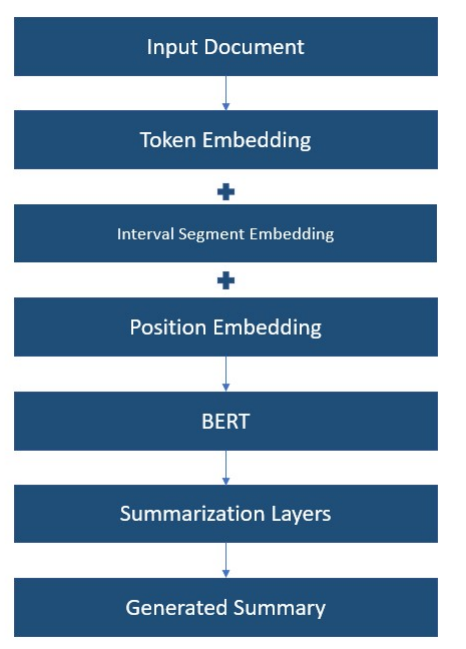 Input Document
Token Embedding
Interval Segment Embedding
Position Embedding
BERT
Summarization Layers
Generated Summary